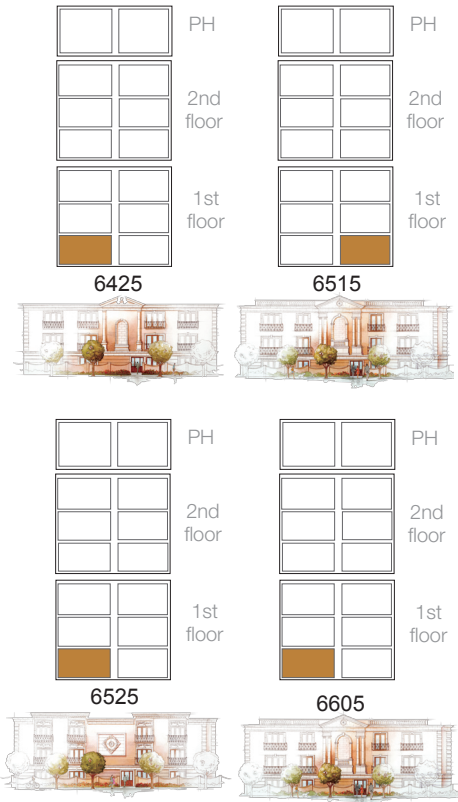 PH
2nd
floor
1st
floor
6425
PH
2nd
floor
1st
floor
6515
PH
2nd
floor
1st
floor
6525
PH
2nd
floor
1st
floor
6605